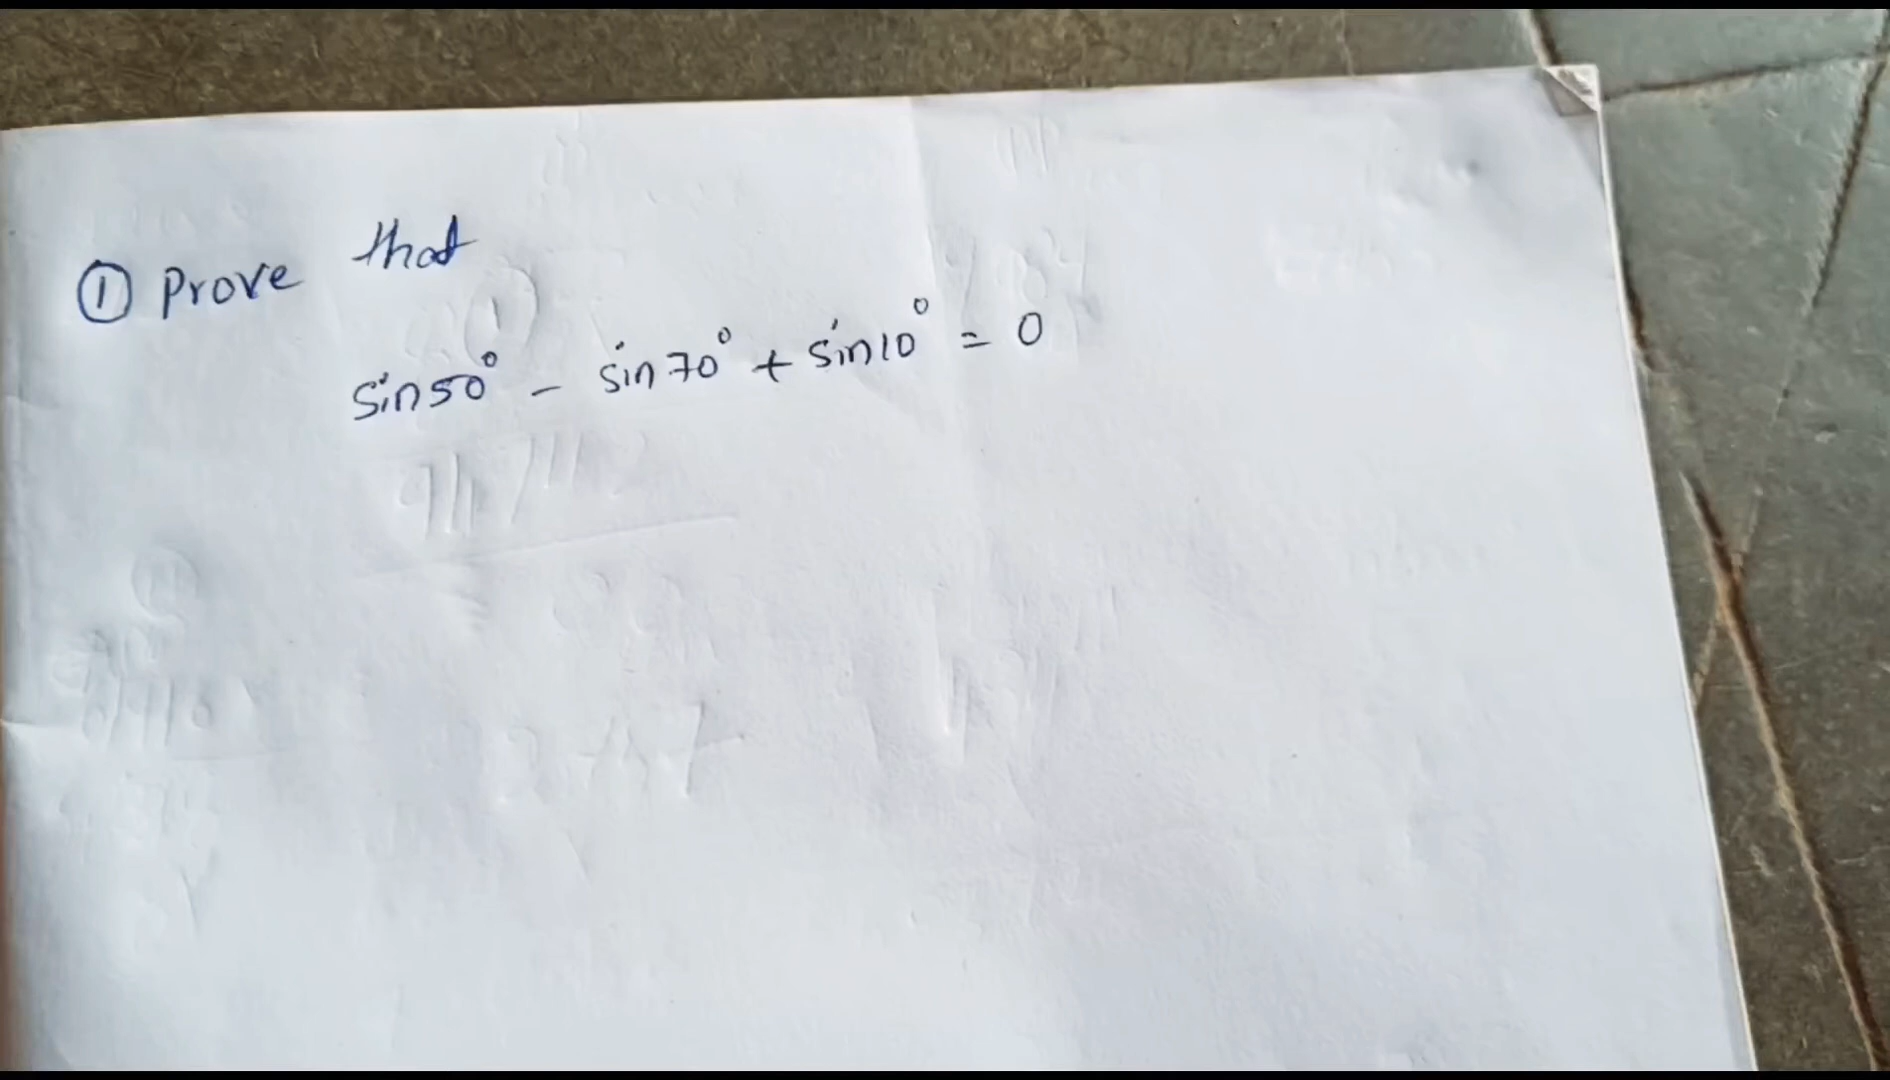 ① Prove that
sin50° - sin70° + sin10° = 0